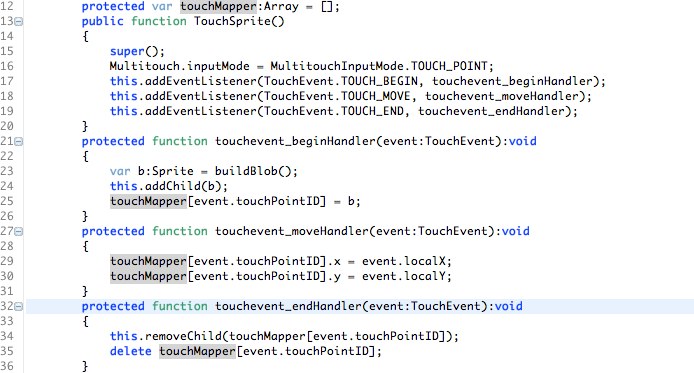 12 protected var touchMapper:Array = [];
13 public function TouchSprite()
14 {
15 super();
16 Multitouch.inputMode = MultitouchInputMode.TOUCH_POINT;
17 this.addEventListener(TouchEvent.TOUCH_BEGIN, touchevent_beginHandler);
18 this.addEventListener(TouchEvent.TOUCH_MOVE, touchevent_moveHandler);
19 this.addEventListener(TouchEvent.TOUCH_END, touchevent_endHandler);
20 }
21 protected function touchevent_beginHandler(event:TouchEvent):void
22 {
23 var b:Sprite = buildBlob();
24 this.addChild(b);
25 touchMapper[event.touchPointID] = b;
26 }
27 protected function touchevent_moveHandler(event:TouchEvent):void
28 {
29 touchMapper[event.touchPointID].x = event.localX;
30 touchMapper[event.touchPointID].y = event.localY;
31 }
32 protected function touchevent_endHandler(event:TouchEvent):void
33 {
34 this.removeChild(touchMapper[event.touchPointID]);
35 delete touchMapper[event.touchPointID];
36 }